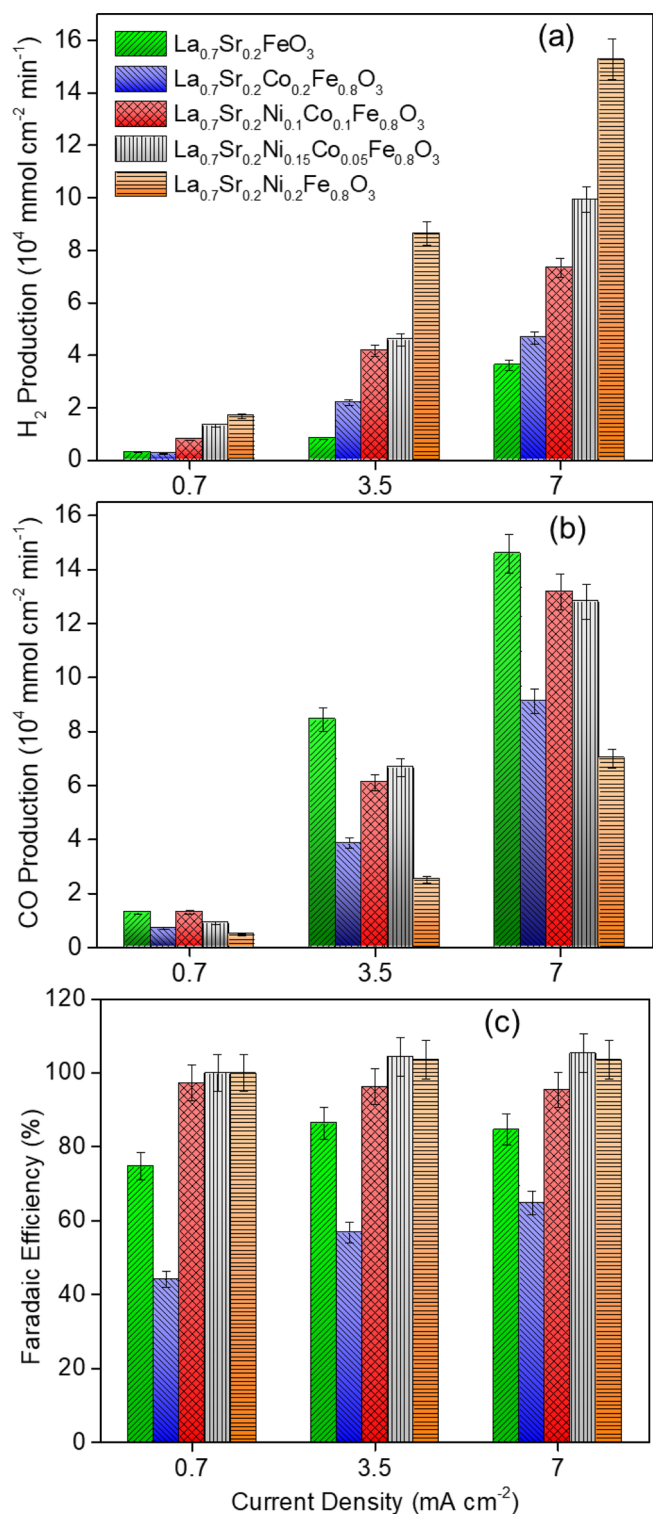 (a)
La0.7Sr0.2FeO3
La0.7Sr0.2Co0.2Fe0.8O3
La0.7Sr0.2Ni0.1Co0.1Fe0.8O3
La0.7Sr0.2Ni0.15Co0.05Fe0.8O3
La0.7Sr0.2Ni0.2Fe0.8O3
H2 Production (10^4 mmol cm^-2 min^-1)
16
14
12
10
8
6
4
2
0
0.7 3.5 7
(b)
CO Production (10^4 mmol cm^-2 min^-1)
16
14
12
10
8
6
4
2
0
0.7 3.5 7
(c)
Faradaic Efficiency (%)
120
100
80
60
40
20
0
0.7 3.5 7
Current Density (mA cm^-2)